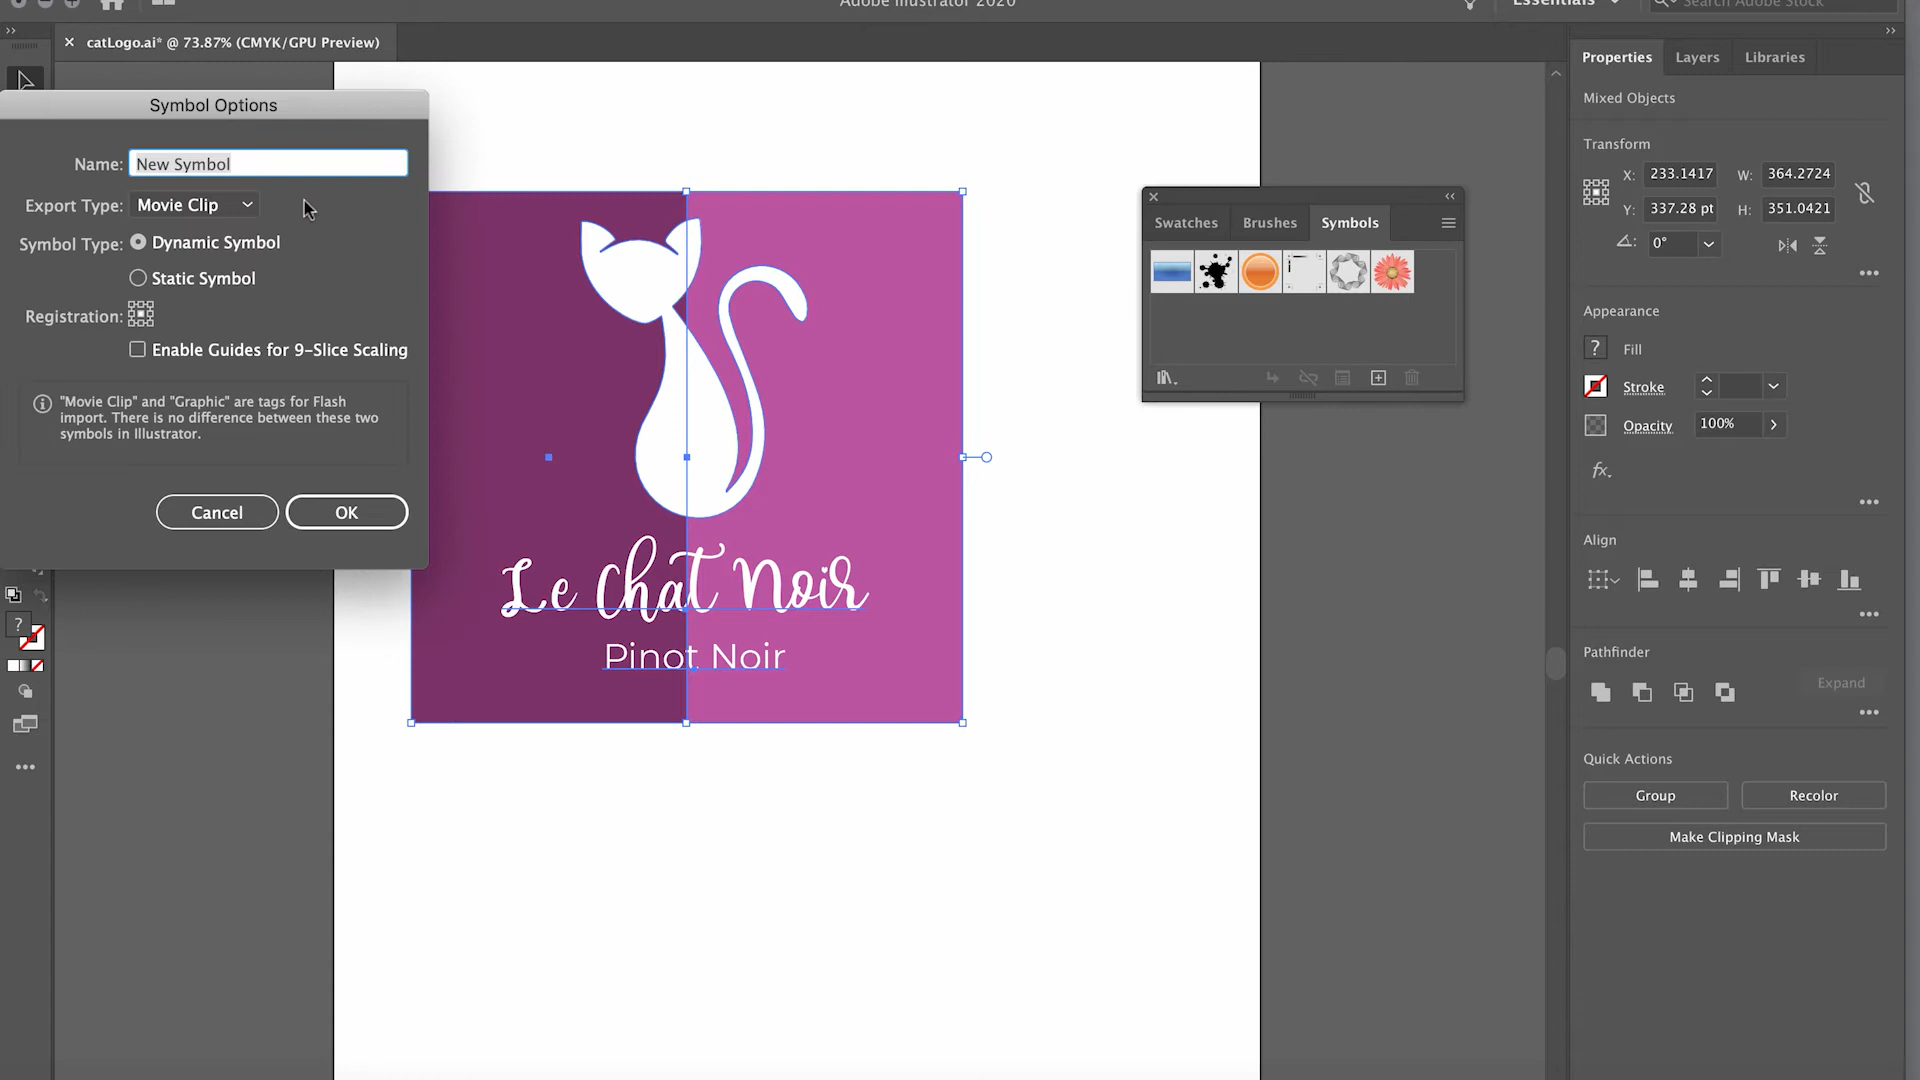 Adobe Illustrator 2020
Essentials
Search Adobe Stock
catLogo.ai* @ 73.87% (CMYK/GPU Preview)
Symbol Options
Name: New Symbol
Export Type: Movie Clip
Symbol Type: Dynamic Symbol
Static Symbol
Registration:
Enable Guides for 9-Slice Scaling
"Movie Clip" and "Graphic" are tags for Flash
import. There is no difference between these two
symbols in Illustrator.
Cancel OK
Le Chat Noir
Pinot Noir
Swatches Brushes Symbols
Properties Layers Libraries
Mixed Objects
Transform
X: 233.1417 W: 364.2724
Y: 337.28 pt H: 351.0421
0°
Appearance
? Fill
Stroke
Opacity 100%
fx.
Align
Pathfinder
Expand
Quick Actions
Group Recolor
Make Clipping Mask
?